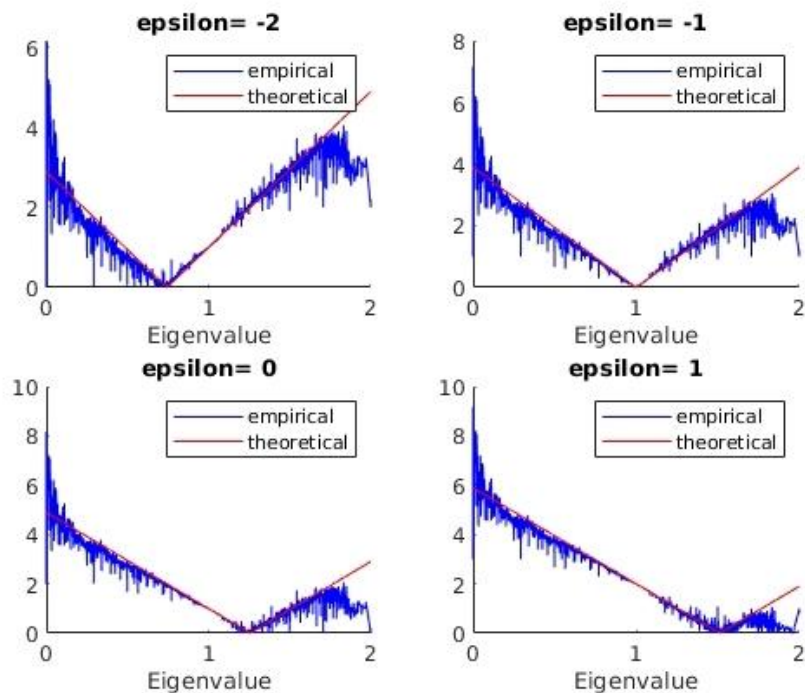 epsilon= -2
6
4
2
0
empirical
theoretical
0
1
2
Eigenvalue
epsilon= -1
8
6
4
2
0
empirical
theoretical
0
1
2
Eigenvalue
epsilon= 0
10
8
6
4
2
0
empirical
theoretical
0
1
2
Eigenvalue
epsilon= 1
10
8
6
4
2
0
empirical
theoretical
0
1
2
Eigenvalue